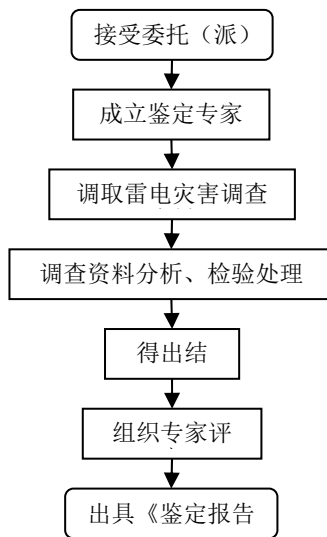 接受委托（派）
成立鉴定专家
调取雷电灾害调查
调查资料分析、检验处理
得出结
组织专家评
出具《鉴定报告